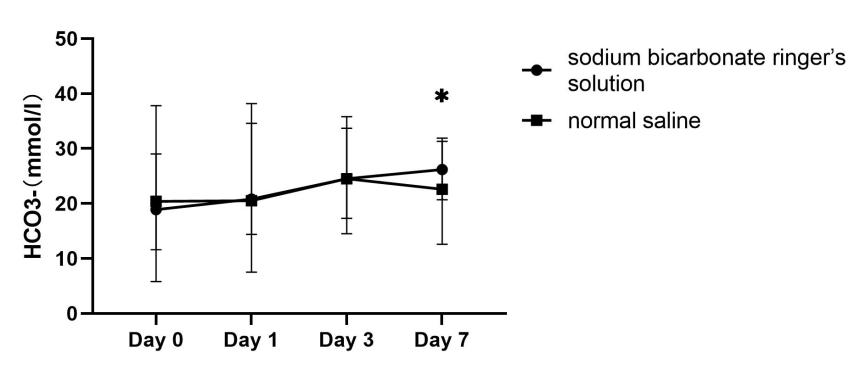 HCO3-（mmol/l）
50
40
30
20
10
0
Day 0
Day 1
Day 3
Day 7
*
sodium bicarbonate ringer’s
solution
normal saline